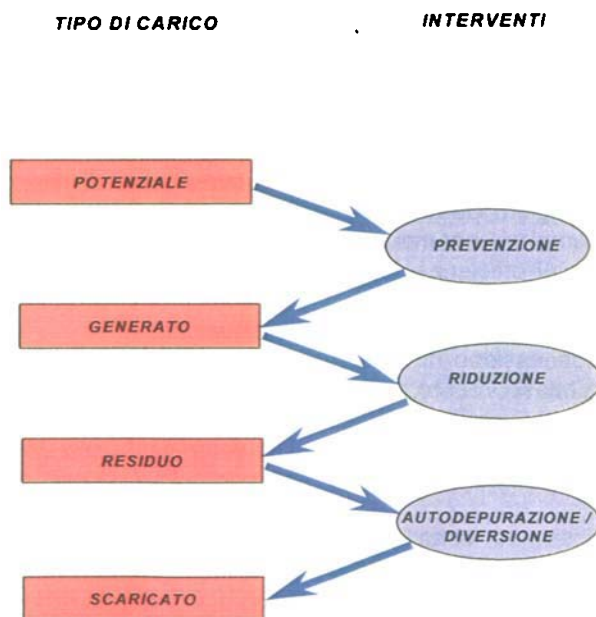 TIPO DI CARICO
INTERVENTI
POTENZIALE
PREVENZIONE
GENERATO
RIDUZIONE
RESIDUO
AUTODEPURAZIONE /
DIVERSIONE
SCARICATO